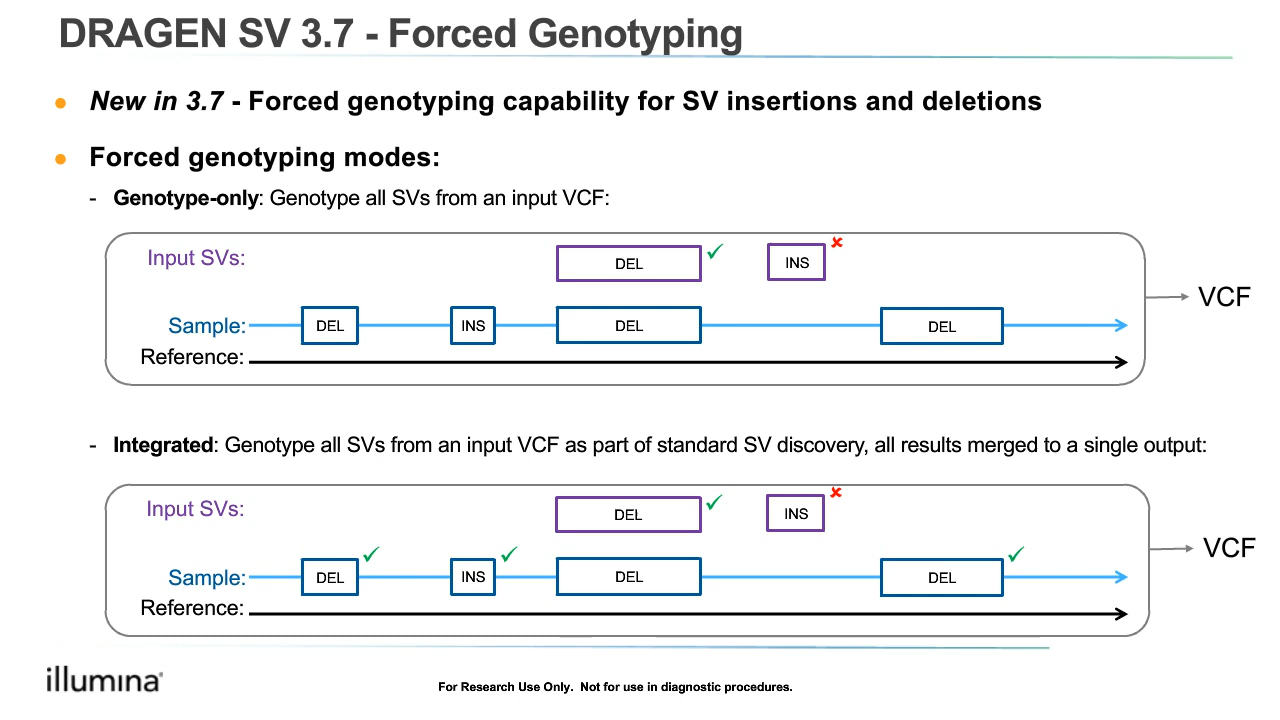 DRAGEN SV 3.7 - Forced Genotyping
● New in 3.7 - Forced genotyping capability for SV insertions and deletions
● Forced genotyping modes:
- Genotype-only: Genotype all SVs from an input VCF:
Input SVs: DEL ✓ INS ✘
VCF
Sample: DEL INS DEL DEL
Reference:
- Integrated: Genotype all SVs from an input VCF as part of standard SV discovery, all results merged to a single output:
Input SVs: DEL ✓ INS ✘
VCF
Sample: DEL ✓ INS ✓ DEL DEL ✓
Reference:
illumina®
For Research Use Only. Not for use in diagnostic procedures.